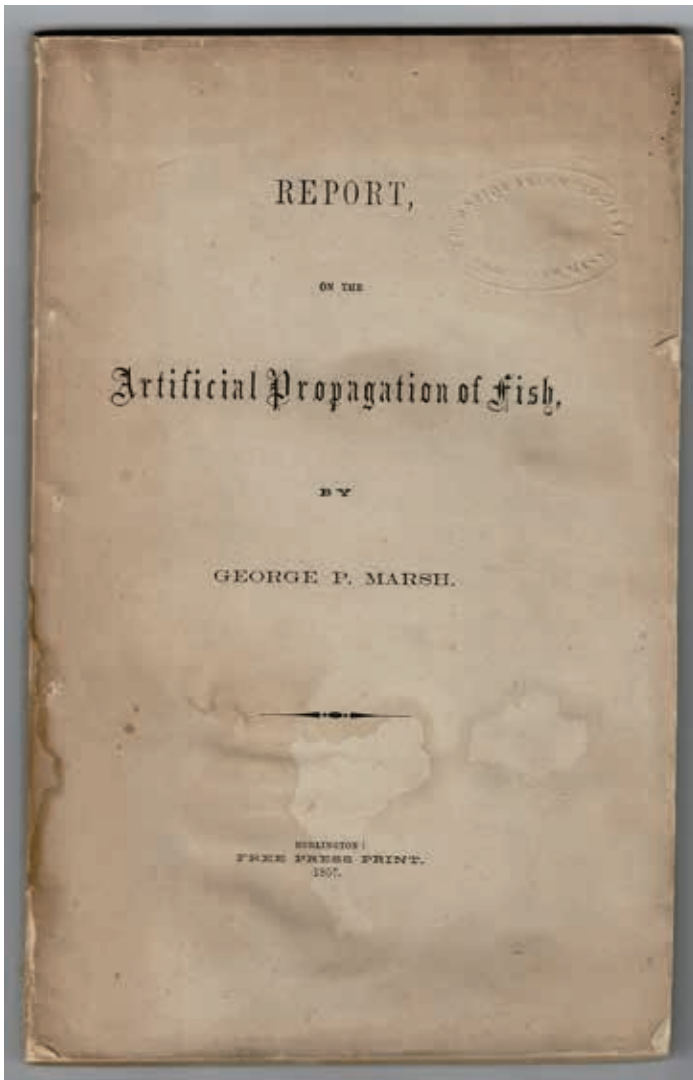 REPORT,
ON THE
Artificial Propagation of Fish,
BY
GEORGE P. MARSH.
BURLINGTON:
FREE PRESS PRINT.
1857.